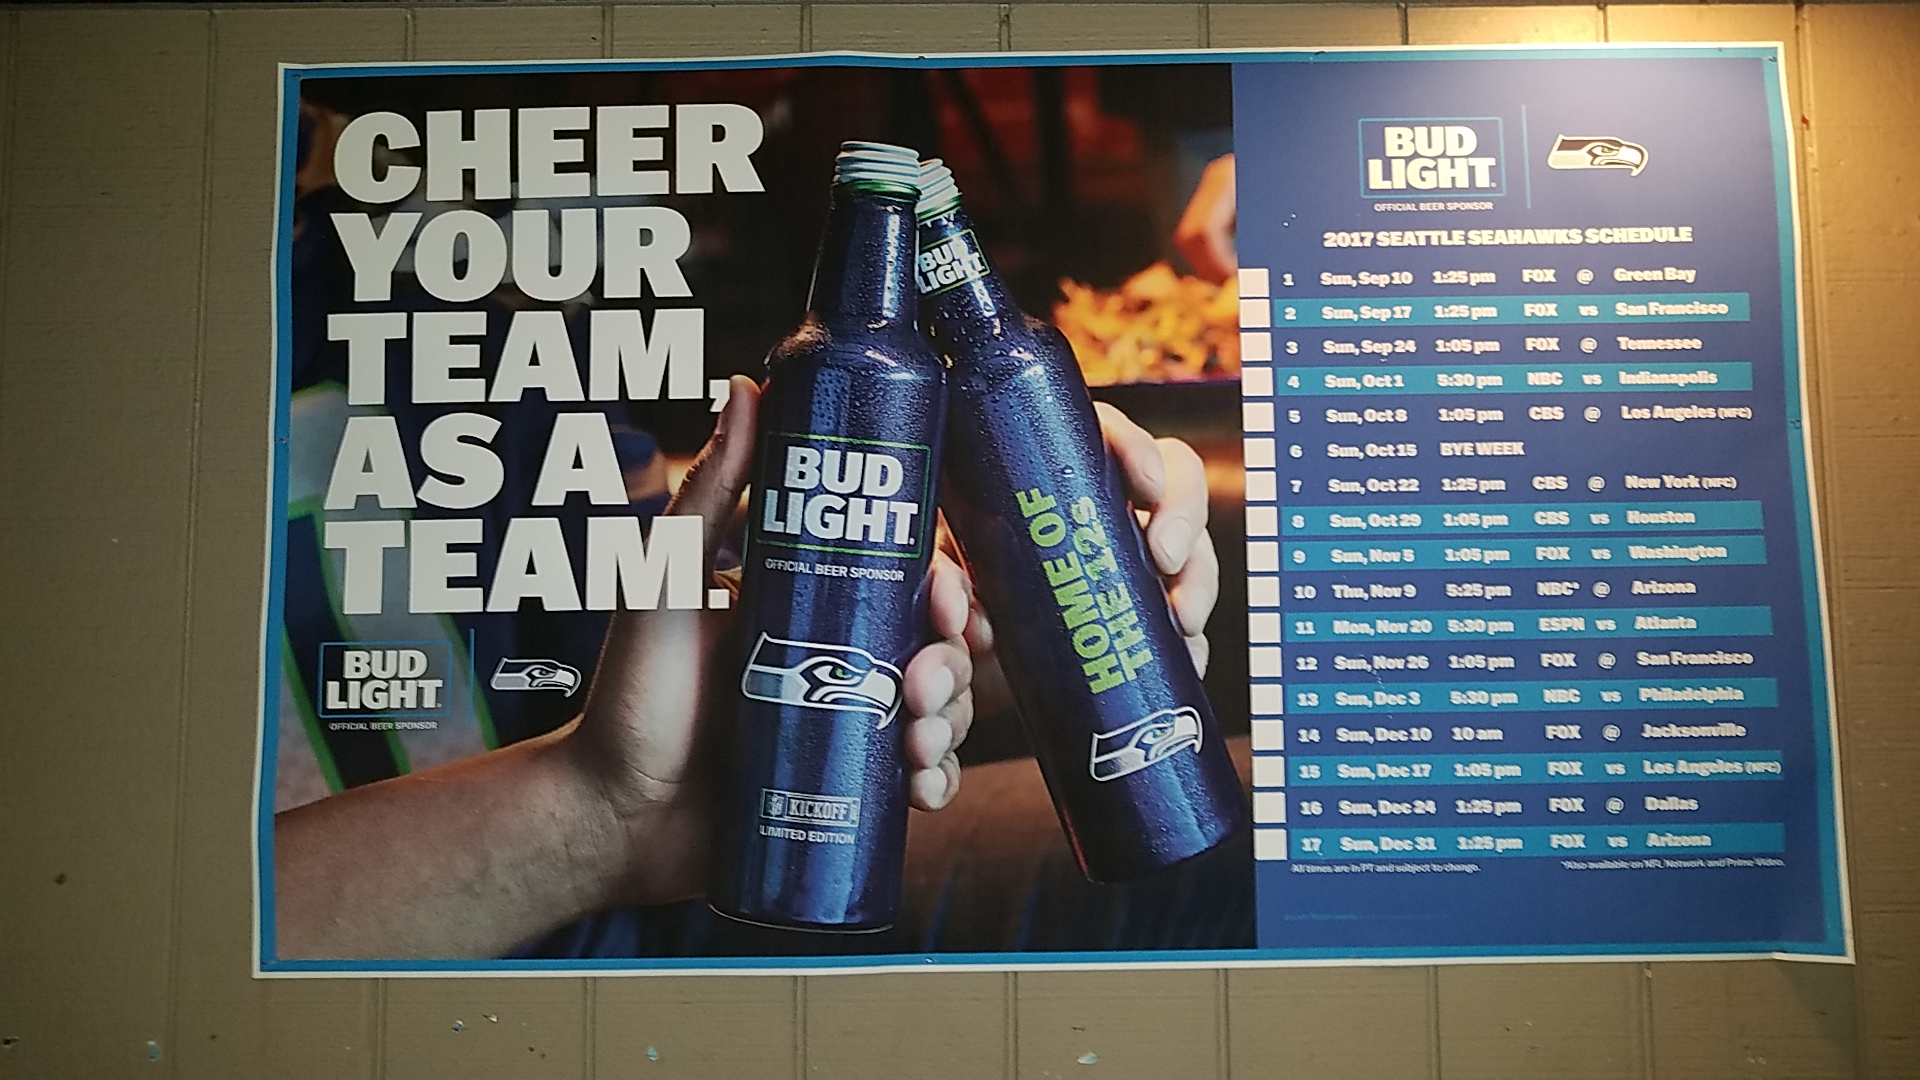 CHEER
YOUR
TEAM,
AS A
TEAM.
BUD
LIGHT.
OFFICIAL BEER SPONSOR
BUD
LIGHT.
OFFICIAL BEER SPONSOR
KICKOFF
LIMITED EDITION
BUD
LIGHT
HOME OF
THE 12s
BUD
LIGHT.
OFFICIAL BEER SPONSOR
2017 SEATTLE SEAHAWKS SCHEDULE
1 Sun, Sep 10 1:25 pm FOX @ Green Bay
2 Sun, Sep 17 1:25 pm FOX vs San Francisco
3 Sun, Sep 24 1:05 pm FOX @ Tennessee
4 Sun, Oct 1 5:30 pm NBC vs Indianapolis
5 Sun, Oct 8 1:05 pm CBS @ Los Angeles (NFC)
6 Sun, Oct 15 BYE WEEK
7 Sun, Oct 22 1:25 pm CBS @ New York (NFC)
8 Sun, Oct 29 1:05 pm CBS vs Houston
9 Sun, Nov 5 1:05 pm FOX vs Washington
10 Thu, Nov 9 5:25 pm NBC* @ Arizona
11 Mon, Nov 20 5:30 pm ESPN vs Atlanta
12 Sun, Nov 26 1:05 pm FOX @ San Francisco
13 Sun, Dec 3 5:30 pm NBC vs Philadelphia
14 Sun, Dec 10 10 am FOX @ Jacksonville
15 Sun, Dec 17 1:05 pm FOX vs Los Angeles (NFC)
16 Sun, Dec 24 1:25 pm FOX @ Dallas
17 Sun, Dec 31 1:25 pm FOX vs Arizona
All times are in PT and subject to change. *Also available on NFL Network and Prime Video.